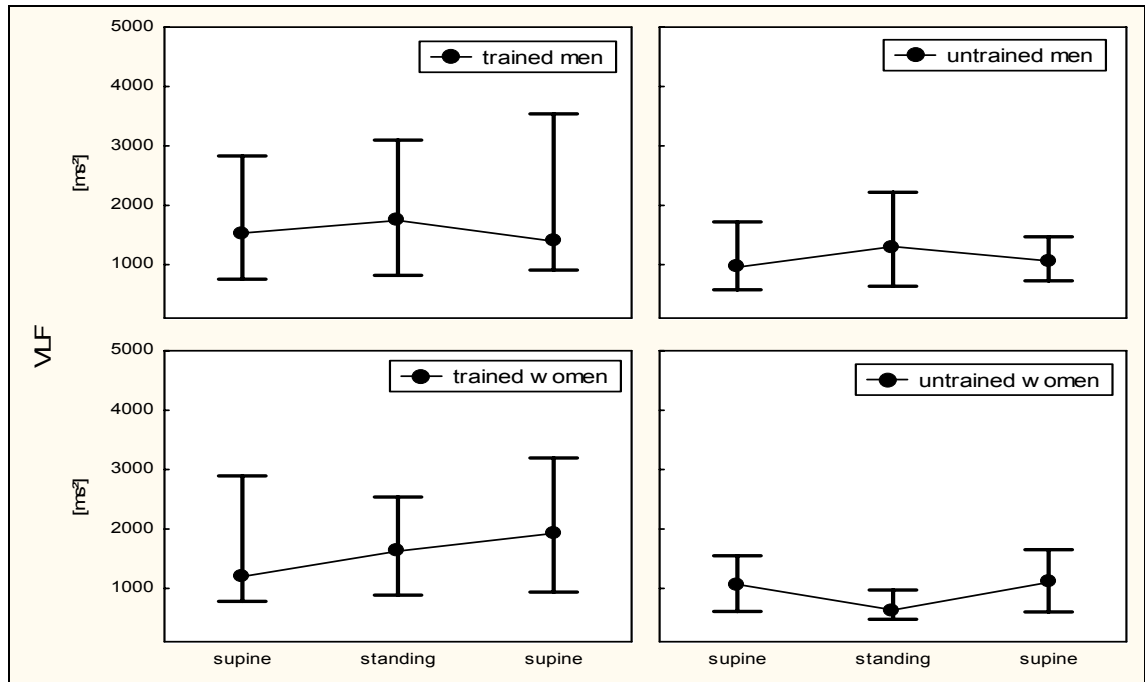 5000
4000
3000
2000
1000
[ms²]
trained men
untrained men
VLF
5000
4000
3000
2000
1000
[ms²]
trained w omen
untrained w omen
supine standing supine
supine standing supine